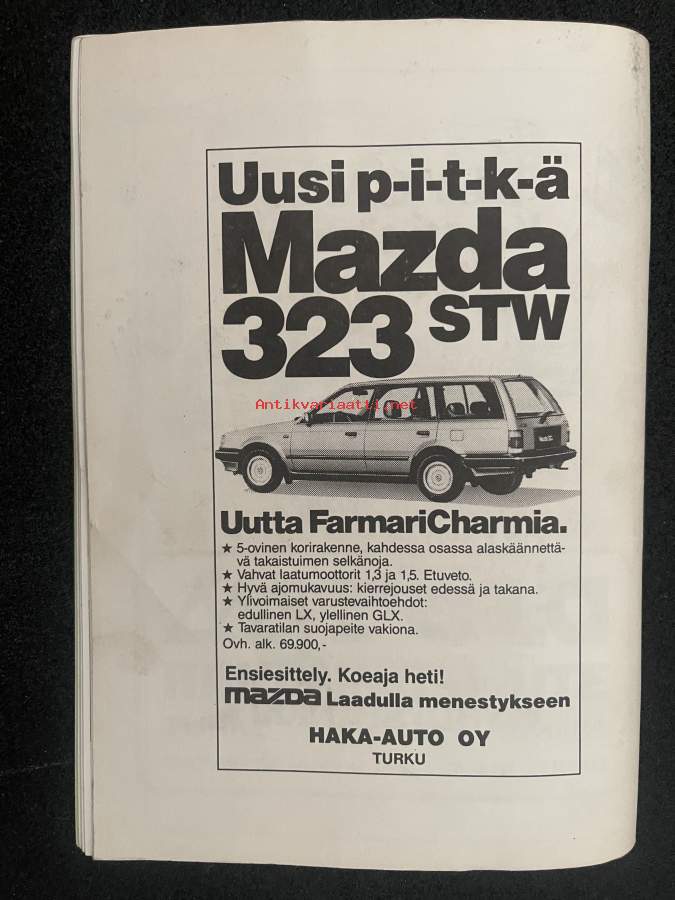 Uusi p-i-t-k-ä
Mazda
323 STW
Antikvariaatti.net
Uutta FarmariCharmia.
★ 5-ovinen korirakenne, kahdessa osassa alaskäännettä-
vä takaistuimen selkänoja.
★ Vahvat laatumoottorit 1,3 ja 1,5. Etuveto.
★ Hyvä ajomukavuus: kierrejouset edessä ja takana.
★ Ylivoimaiset varustevaihtoehdot:
edullinen LX, ylellinen GLX.
★ Tavaratilan suojapeite vakiona.
Ovh. alk. 69.900,-
Ensiesittely. Koeaja heti!
mazda Laadulla menestykseen
HAKA-AUTO OY
TURKU